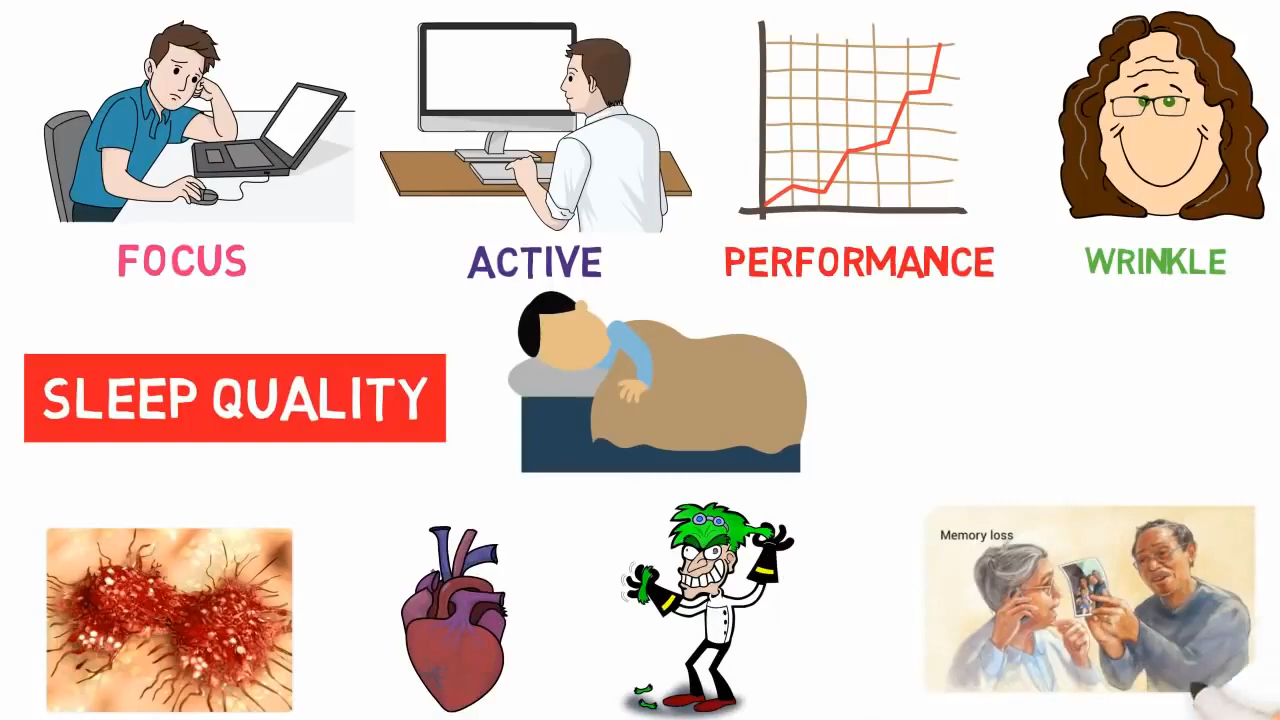 FOCUS
ACTIVE
PERFORMANCE
WRINKLE
SLEEP QUALITY
Memory loss